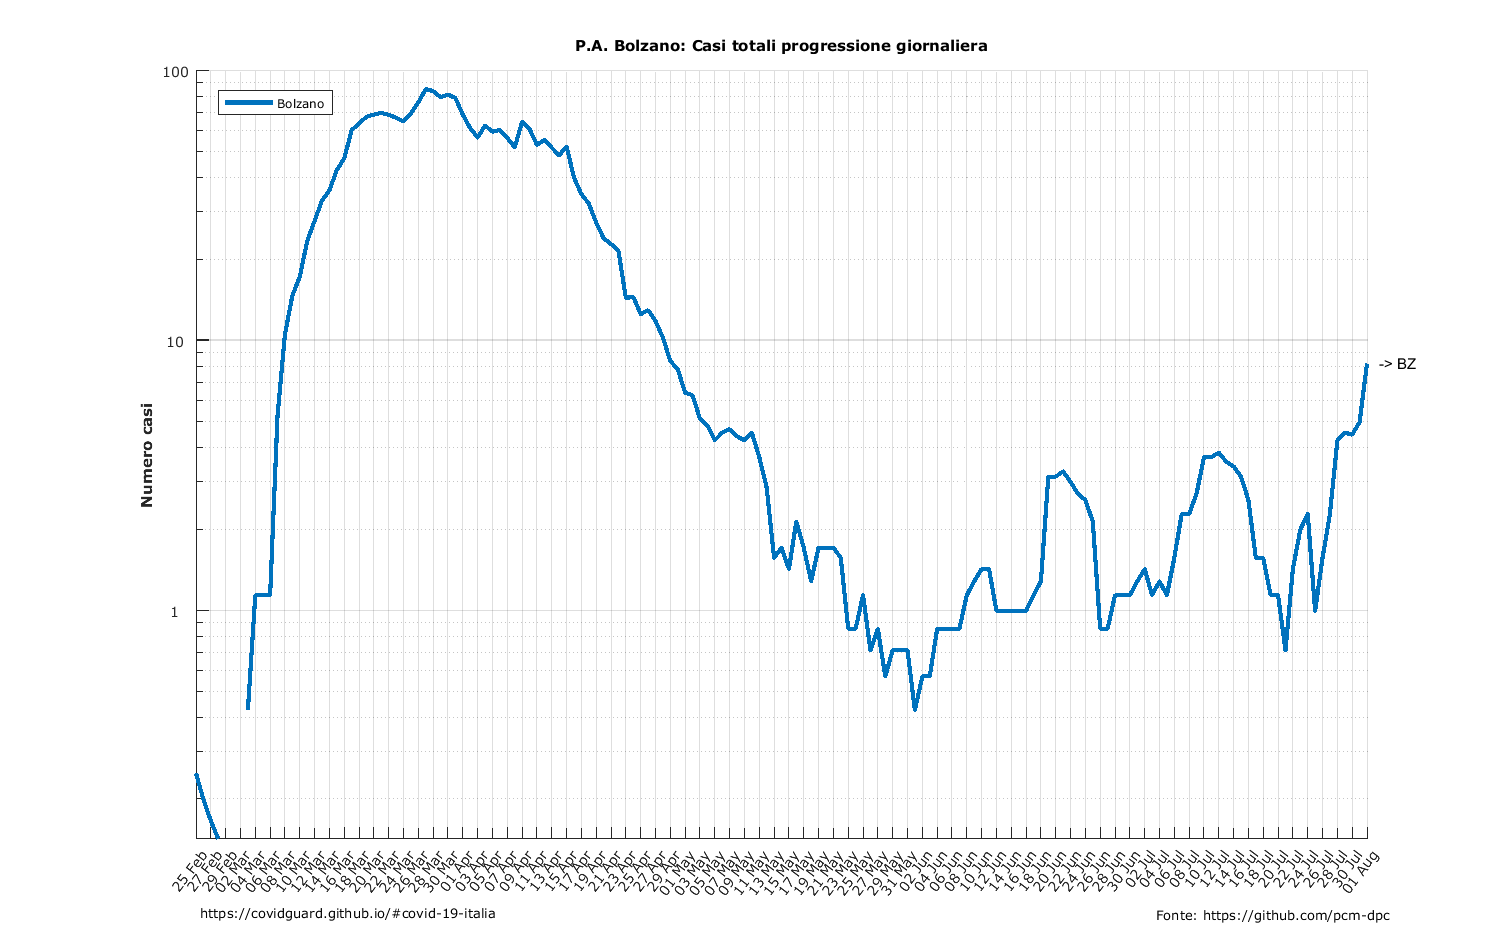 P.A. Bolzano: Casi totali progressione giornaliera
100
Bolzano
10
-> BZ
Numero casi
1
25 Feb
27 Feb
29 Feb
02 Mar
04 Mar
06 Mar
08 Mar
10 Mar
12 Mar
14 Mar
16 Mar
18 Mar
20 Mar
22 Mar
24 Mar
26 Mar
28 Mar
30 Mar
01 Apr
03 Apr
05 Apr
07 Apr
09 Apr
11 Apr
13 Apr
15 Apr
17 Apr
19 Apr
21 Apr
23 Apr
25 Apr
27 Apr
29 Apr
01 May
03 May
05 May
07 May
09 May
11 May
13 May
15 May
17 May
19 May
21 May
23 May
25 May
27 May
29 May
31 May
02 Jun
04 Jun
06 Jun
08 Jun
10 Jun
12 Jun
14 Jun
16 Jun
18 Jun
20 Jun
22 Jun
24 Jun
26 Jun
28 Jun
30 Jun
02 Jul
04 Jul
06 Jul
08 Jul
10 Jul
12 Jul
14 Jul
16 Jul
18 Jul
20 Jul
22 Jul
24 Jul
26 Jul
28 Jul
30 Jul
01 Aug
https://covidguard.github.io/#covid-19-italia
Fonte: https://github.com/pcm-dpc